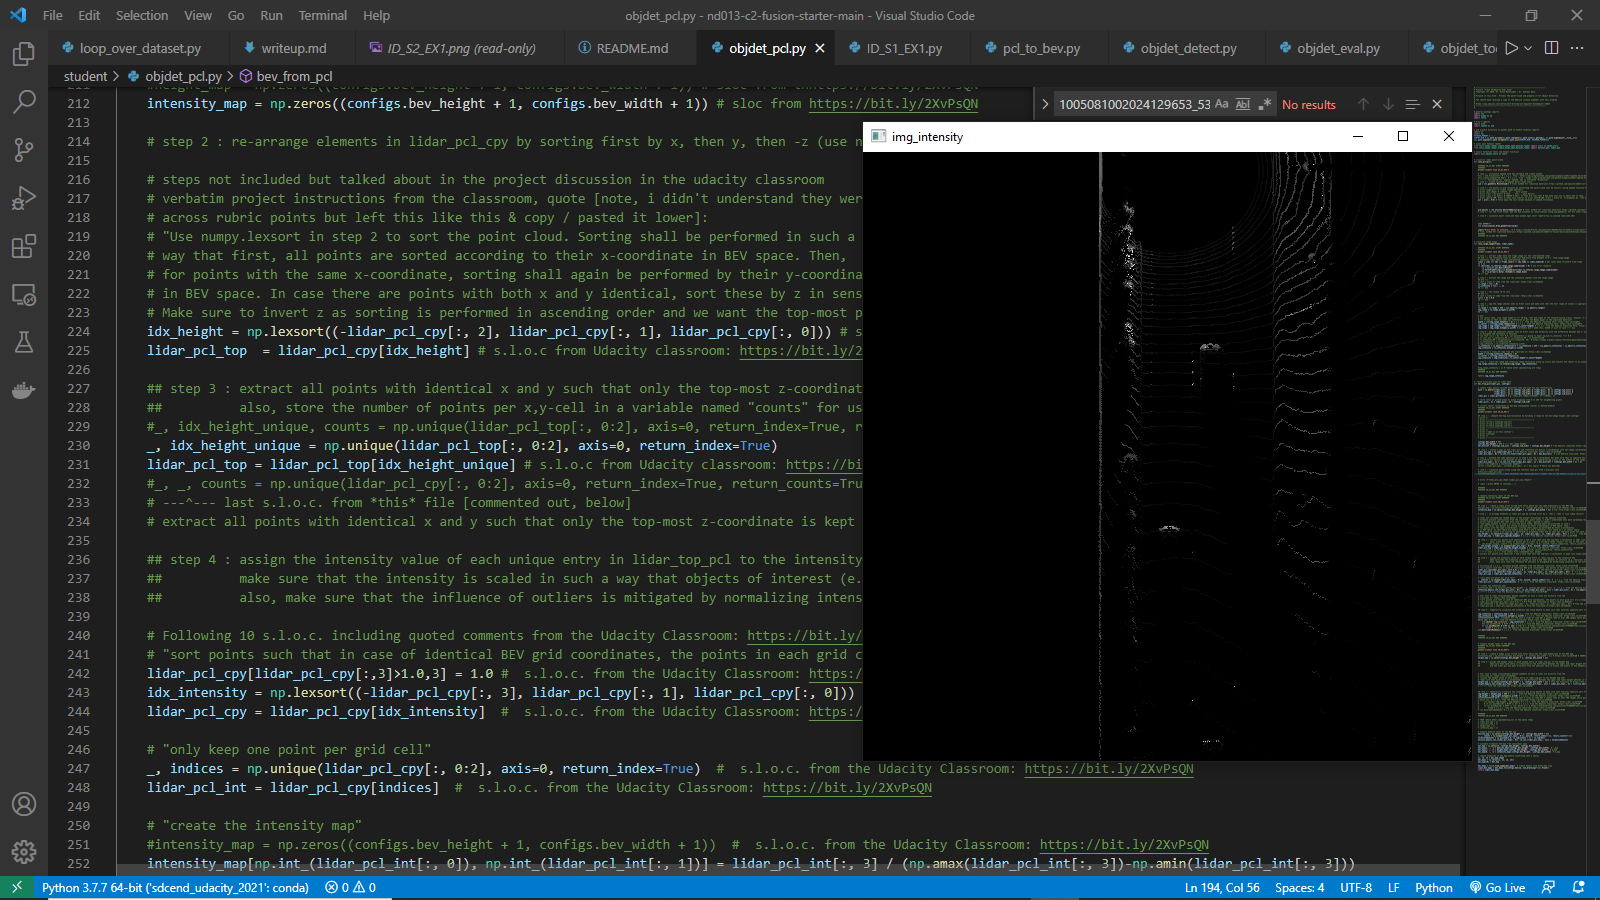 File Edit Selection View Go Run Terminal Help
objdet_pcl.py - nd013-c2-fusion-starter-main - Visual Studio Code
loop_over_dataset.py writeup.md ID_S2_EX1.png (read-only) README.md objdet_pcl.py ID_S1_EX1.py pcl_to_bev.py objdet_detect.py objdet_eval.py objdet_too
student > objdet_pcl.py > bev_from_pcl
212 intensity_map = np.zeros((configs.bev_height + 1, configs.bev_width + 1)) # sloc from https://bit.ly/2XvPsQN
1005081002024129653_53 Aa Abl .* No results
213
img_intensity
214 # step 2 : re-arrange elements in lidar_pcl_cpy by sorting first by x, then y, then -z (use n
215
216 # steps not included but talked about in the project discussion in the udacity classroom
217 # verbatim project instructions from the classroom, quote [note, i didn't understand they wer
218 # across rubric points but left this like this & copy / pasted it lower]:
219 # "Use numpy.lexsort in step 2 to sort the point cloud. Sorting shall be performed in such a
220 # way that first, all points are sorted according to their x-coordinate in BEV space. Then,
221 # for points with the same x-coordinate, sorting shall again be performed by their y-coordina
222 # in BEV space. In case there are points with both x and y identical, sort these by z in sens
223 # Make sure to invert z as sorting is performed in ascending order and we want the top-most p
224 idx_height = np.lexsort((-lidar_pcl_cpy[:, 2], lidar_pcl_cpy[:, 1], lidar_pcl_cpy[:, 0])) # s
225 lidar_pcl_top  = lidar_pcl_cpy[idx_height] # s.l.o.c from Udacity classroom: https://bit.ly/2
226
227 ## step 3 : extract all points with identical x and y such that only the top-most z-coordinat
228 ##          also, store the number of points per x,y-cell in a variable named "counts" for us
229 #_, idx_height_unique, counts = np.unique(lidar_pcl_top[:, 0:2], axis=0, return_index=True, r
230 _, idx_height_unique = np.unique(lidar_pcl_top[:, 0:2], axis=0, return_index=True)
231 lidar_pcl_top = lidar_pcl_top[idx_height_unique] # s.l.o.c from Udacity classroom: https://bi
232 #_, _, counts = np.unique(lidar_pcl_cpy[:, 0:2], axis=0, return_index=True, return_counts=Tru
233 # ---^--- last s.l.o.c. from *this* file [commented out, below]
234 # extract all points with identical x and y such that only the top-most z-coordinate is kept
235
236 ## step 4 : assign the intensity value of each unique entry in lidar_top_pcl to the intensity
237 ##          make sure that the intensity is scaled in such a way that objects of interest (e.
238 ##          also, make sure that the influence of outliers is mitigated by normalizing intens
239
240 # Following 10 s.l.o.c. including quoted comments from the Udacity Classroom: https://bit.ly/
241 # "sort points such that in case of identical BEV grid coordinates, the points in each grid c
242 lidar_pcl_cpy[lidar_pcl_cpy[:,3]>1.0,3] = 1.0 #  s.l.o.c. from the Udacity Classroom: https:/
243 idx_intensity = np.lexsort((-lidar_pcl_cpy[:, 3], lidar_pcl_cpy[:, 1], lidar_pcl_cpy[:, 0]))
244 lidar_pcl_cpy = lidar_pcl_cpy[idx_intensity]  #  s.l.o.c. from the Udacity Classroom: https:/
245
246 # "only keep one point per grid cell"
247 _, indices = np.unique(lidar_pcl_cpy[:, 0:2], axis=0, return_index=True)  #  s.l.o.c. from the Udacity Classroom: https://bit.ly/2XvPsQN
248 lidar_pcl_int = lidar_pcl_cpy[indices]  #  s.l.o.c. from the Udacity Classroom: https://bit.ly/2XvPsQN
249
250 # "create the intensity map"
251 #intensity_map = np.zeros((configs.bev_height + 1, configs.bev_width + 1))  #  s.l.o.c. from the Udacity Classroom: https://bit.ly/2XvPsQN
252 intensity_map[np.int_(lidar_pcl_int[:, 0]), np.int_(lidar_pcl_int[:, 1])] = lidar_pcl_int[:, 3] / (np.amax(lidar_pcl_int[:, 3])-np.amin(lidar_pcl_int[:, 3]))
Python 3.7.7 64-bit ('sdcend_udacity_2021': conda) 0 0 Ln 194, Col 56 Spaces: 4 UTF-8 LF Python Go Live